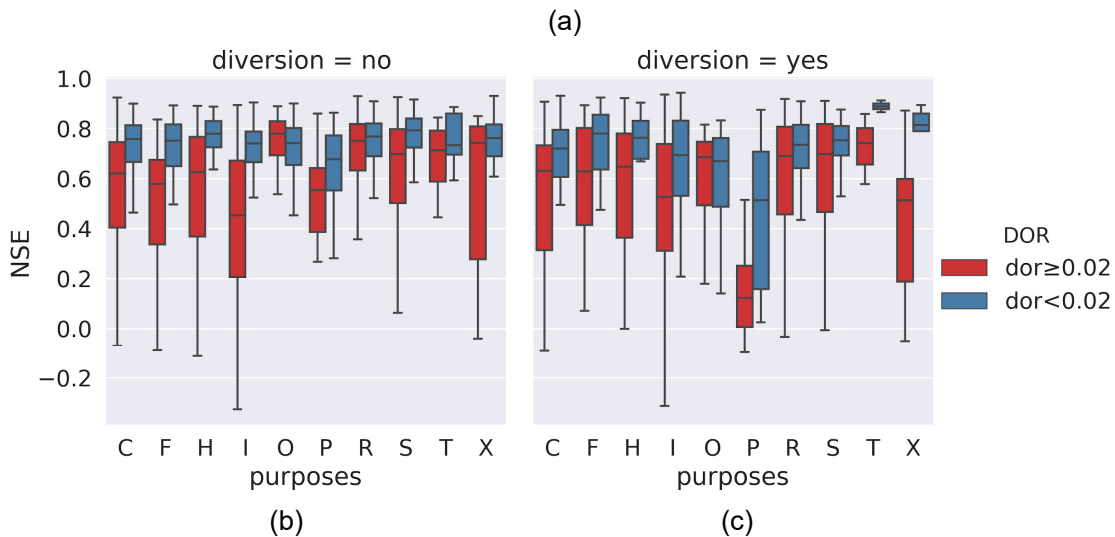 (a)
diversion = no
diversion = yes
NSE
1.0
0.8
0.6
0.4
0.2
0.0
−0.2
C F H I O P R S T X
C F H I O P R S T X
purposes
purposes
DOR
dor≥0.02
dor<0.02
(b)
(c)